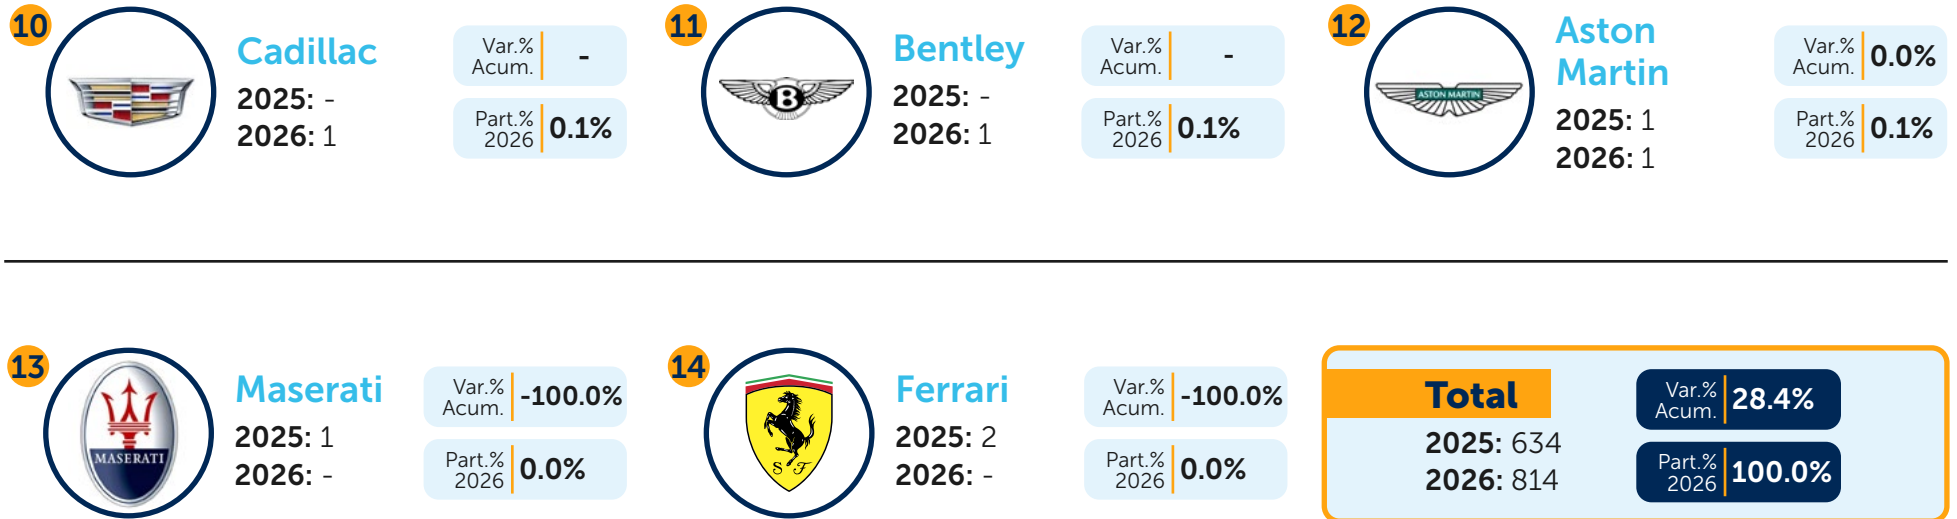 10
Cadillac
2025: -
2026: 1
Var.%
Acum.
-
Part.%
2026
0.1%
11
Bentley
2025: -
2026: 1
B
Var.%
Acum.
-
Part.%
2026
0.1%
12
Aston
Martin
2025: 1
2026: 1
ASTON MARTIN
Var.%
Acum.
0.0%
Part.%
2026
0.1%
13
Maserati
2025: 1
2026: -
MASERATI
Var.%
Acum.
-100.0%
Part.%
2026
0.0%
14
Ferrari
2025: 2
2026: -
S F
Var.%
Acum.
-100.0%
Part.%
2026
0.0%
Total
2025: 634
2026: 814
Var.%
Acum.
28.4%
Part.%
2026
100.0%